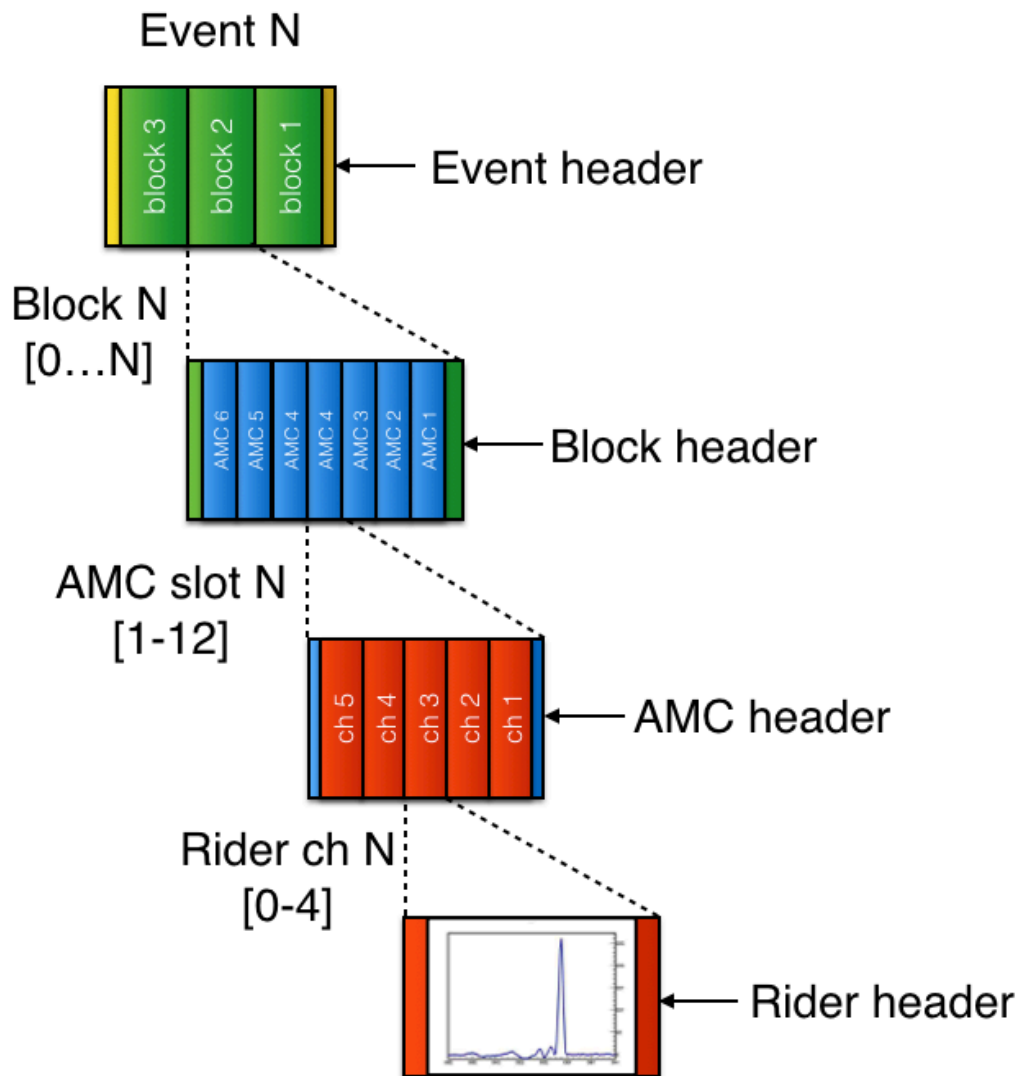 Event N
block 3
block 2
block 1
Event header
Block N
[0…N]
AMC 6
AMC 5
AMC 4
AMC 4
AMC 3
AMC 2
AMC 1
Block header
AMC slot N
[1-12]
ch 5
ch 4
ch 3
ch 2
ch 1
AMC header
Rider ch N
[0-4]
Rider header